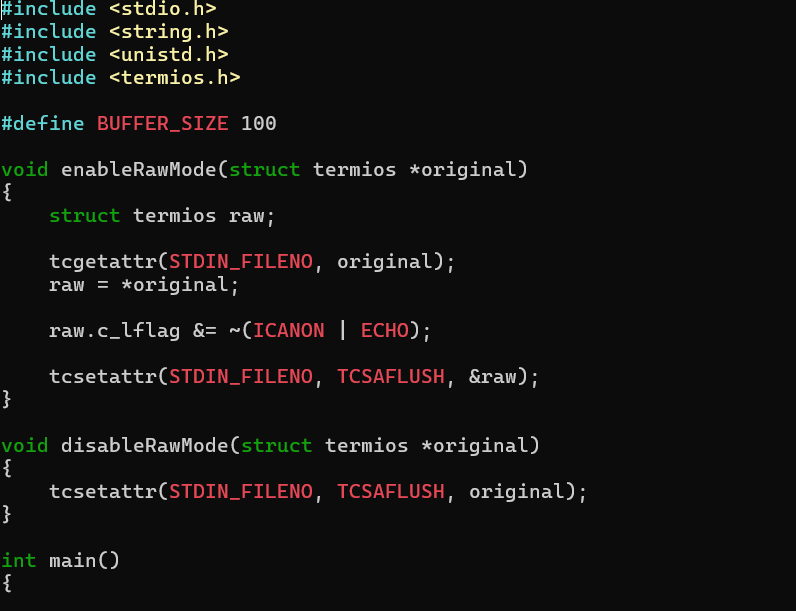 #include <stdio.h>
#include <string.h>
#include <unistd.h>
#include <termios.h>

#define BUFFER_SIZE 100

void enableRawMode(struct termios *original)
{
    struct termios raw;

    tcgetattr(STDIN_FILENO, original);
    raw = *original;

    raw.c_lflag &= ~(ICANON | ECHO);

    tcsetattr(STDIN_FILENO, TCSAFLUSH, &raw);
}

void disableRawMode(struct termios *original)
{
    tcsetattr(STDIN_FILENO, TCSAFLUSH, original);
}

int main()
{